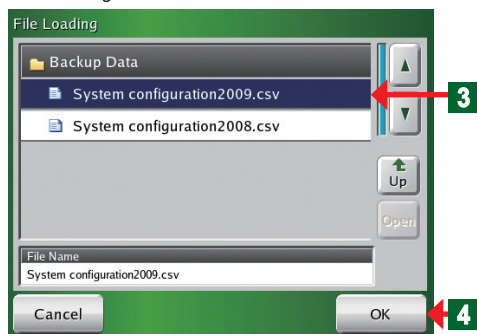 File Loading
Backup Data
System configuration2009.csv
3
System configuration2008.csv
Up
Open
File Name
System configuration2009.csv
Cancel
OK
4